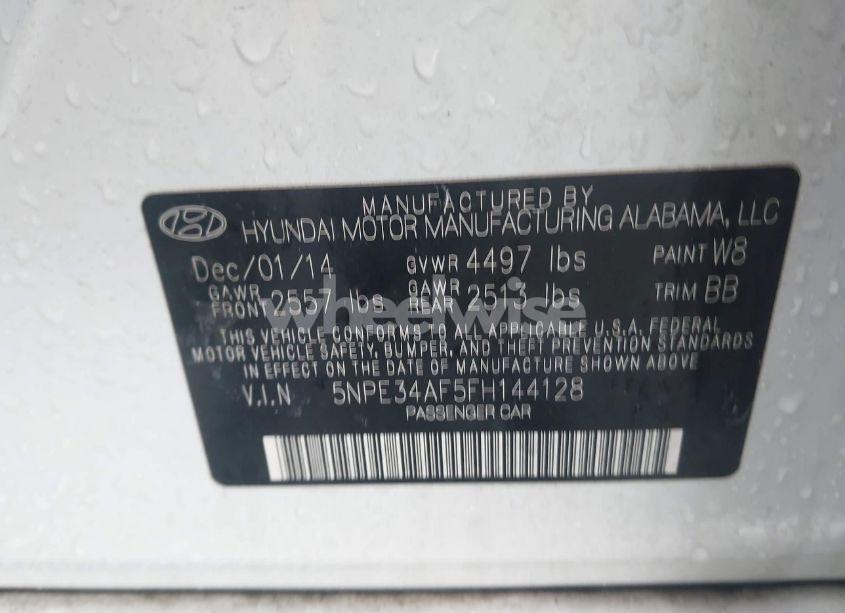 MANUFACTURED BY
HYUNDAI MOTOR MANUFACTURING ALABAMA, LLC
Dec/01/14 GVWR 4497 lbs PAINT W8
GAWR FRONT 2557 lbs GAWR REAR 2513 lbs TRIM BB
wheelwise
THIS VEHICLE CONFORMS TO ALL APPLICABLE U.S.A. FEDERAL
MOTOR VEHICLE SAFETY, BUMPER, AND THEFT PREVENTION STANDARDS
IN EFFECT ON THE DATE OF MANUFACTURE SHOWN ABOVE
V.I.N 5NPE34AF5FH144128
PASSENGER CAR